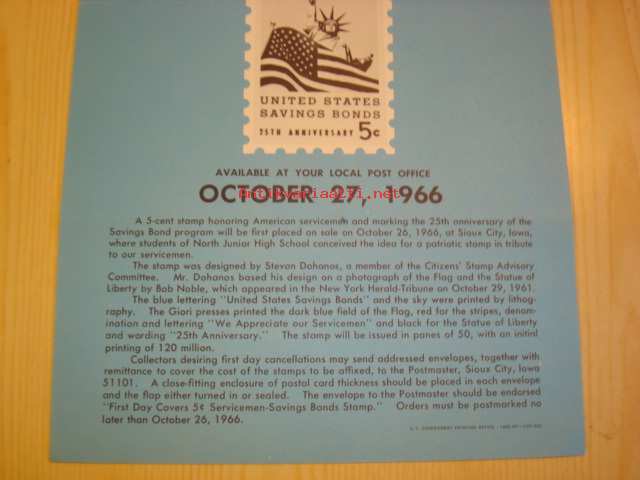 UNITED STATES
SAVINGS BONDS
25TH ANNIVERSARY 5c
AVAILABLE AT YOUR LOCAL POST OFFICE
OCTOBER 27, 1966
antikvariaatti.net
A 5-cent stamp honoring American servicemen and marking the 25th anniversary of the
Savings Bond program will be first placed on sale on October 26, 1966, at Sioux City, Iowa,
where students of North Junior High School conceived the idea for a patriotic stamp in tribute
to our servicemen.
The stamp was designed by Stevan Dohanos, a member of the Citizens' Stamp Advisory
Committee. Mr. Dohanos based his design on a photograph of the Flag and the Statue of
Liberty by Bob Noble, which appeared in the New York Herald-Tribune on October 29, 1961.
The blue lettering "United States Savings Bonds" and the sky were printed by lithog-
raphy. The Giori presses printed the dark blue field of the Flag, red for the stripes, denom-
ination and lettering "We Appreciate our Servicemen" and black for the Statue of Liberty
and wording "25th Anniversary." The stamp will be issued in panes of 50, with an initial
printing of 120 million.
Collectors desiring first day cancellations may send addressed envelopes, together with
remittance to cover the cost of the stamps to be affixed, to the Postmaster, Sioux City, Iowa
51101. A close-fitting enclosure of postal card thickness should be placed in each envelope
and the flap either turned in or sealed. The envelope to the Postmaster should be endorsed
"First Day Covers 5¢ Servicemen-Savings Bonds Stamp." Orders must be postmarked no
later than October 26, 1966.
U.S. GOVERNMENT PRINTING OFFICE